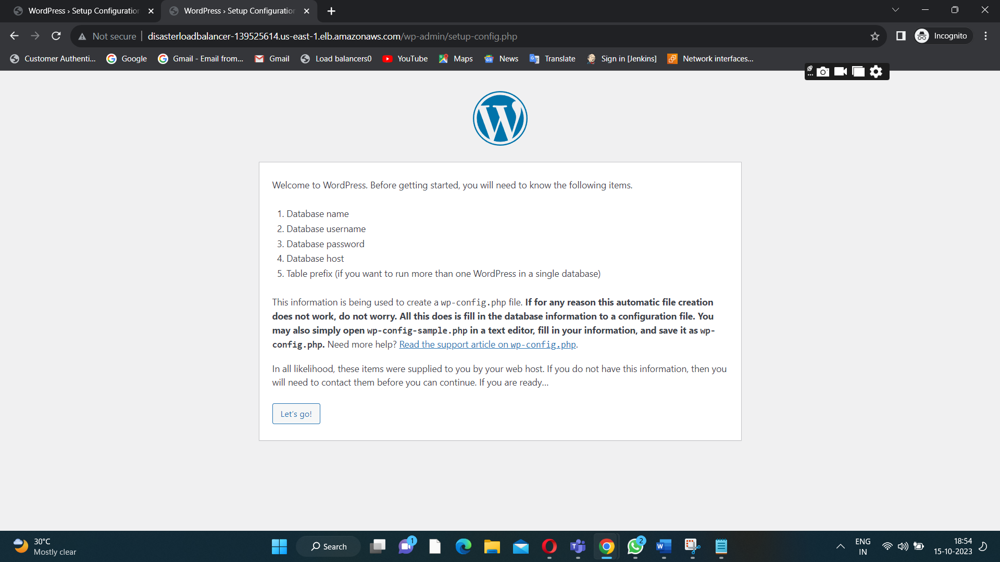 WordPress › Setup Configuration
WordPress › Setup Configuration
Not secure
disasterloadbalancer-139525614.us-east-1.elb.amazonaws.com/wp-admin/setup-config.php
Incognito
Customer Authenti...
Google
Gmail - Email from...
Gmail
Load balancers0
YouTube
Maps
News
Translate
Sign in [Jenkins]
Network interfaces...
Welcome to WordPress. Before getting started, you will need to know the following items.
1. Database name
2. Database username
3. Database password
4. Database host
5. Table prefix (if you want to run more than one WordPress in a single database)
This information is being used to create a wp-config.php file. If for any reason this automatic file creation
does not work, do not worry. All this does is fill in the database information to a configuration file. You
may also simply open wp-config-sample.php in a text editor, fill in your information, and save it as wp-
config.php. Need more help? Read the support article on wp-config.php.
In all likelihood, these items were supplied to you by your web host. If you do not have this information, then you
will need to contact them before you can continue. If you are ready…
Let's go!
30°C
Mostly clear
Search
1
2
ENG
IN
18:54
15-10-2023